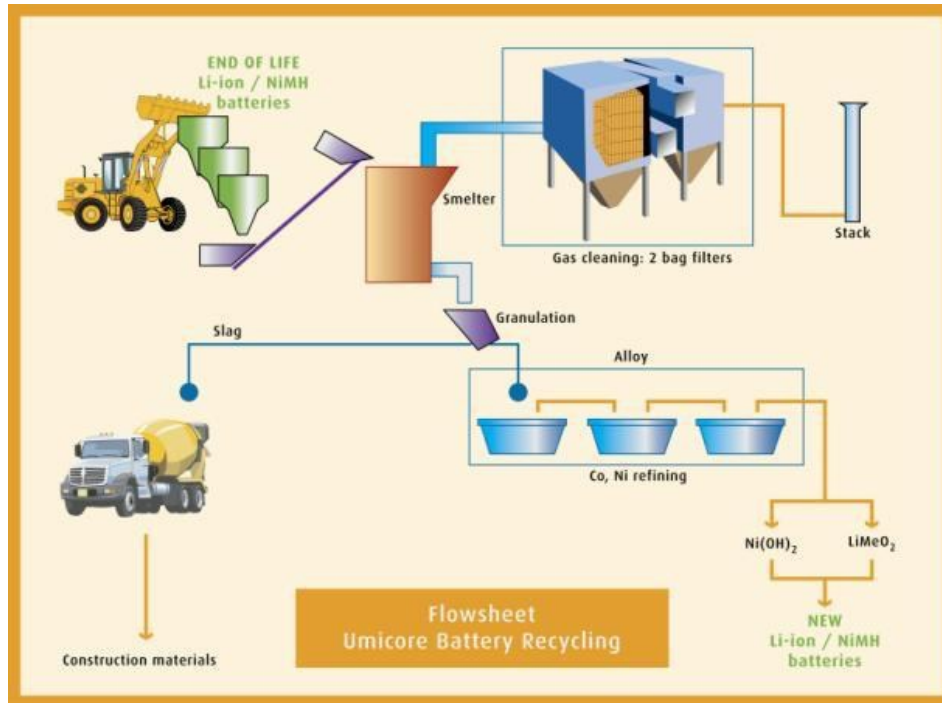 END OF LIFE
Li-ion / NiMH
batteries
Smelter
Gas cleaning: 2 bag filters
Stack
Granulation
Slag
Alloy
Co, Ni refining
Ni(OH)₂
LiMeO₂
NEW
Li-ion / NiMH
batteries
Construction materials
Flowsheet
Umicore Battery Recycling